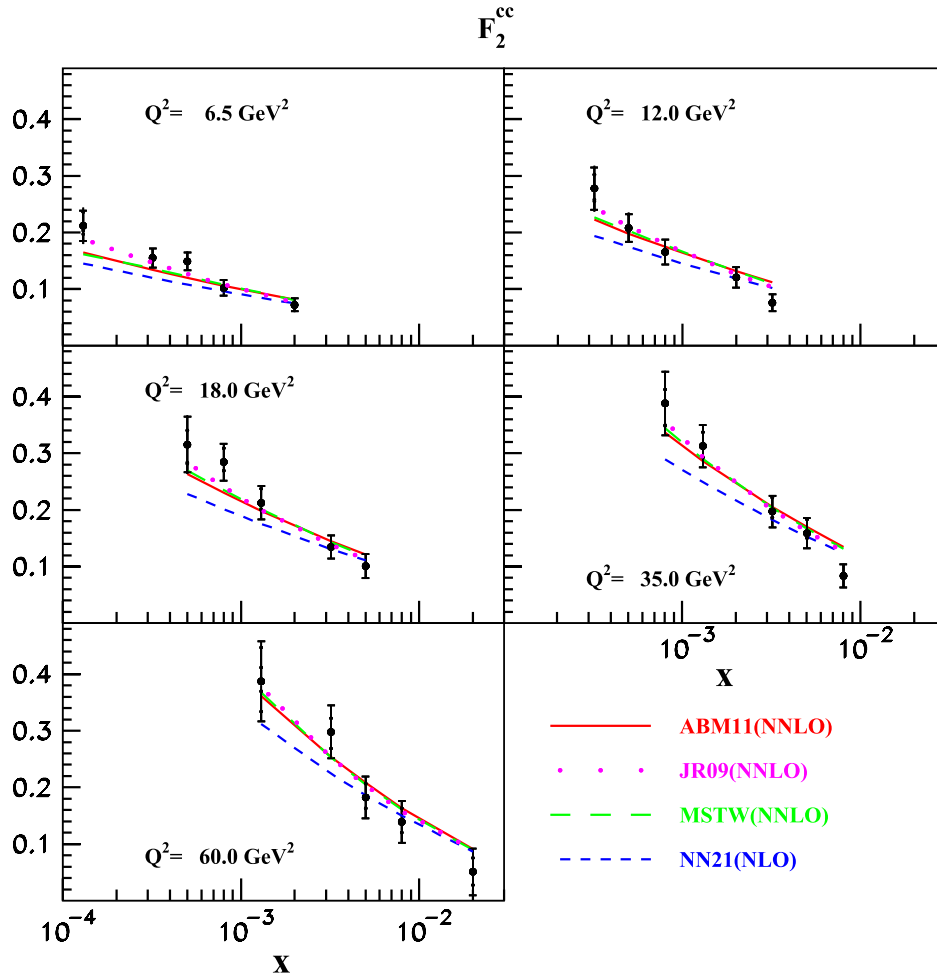 F₂ᶜᶜ
Q²= 6.5 GeV²
Q²= 12.0 GeV²
0.4
0.3
0.2
0.1
Q²= 18.0 GeV²
Q²= 35.0 GeV²
0.4
0.3
0.2
0.1
10⁻³ 10⁻²
x
0.4
0.3
0.2
0.1
Q²= 60.0 GeV²
10⁻⁴ 10⁻³ 10⁻²
x
ABM11(NNLO)
JR09(NNLO)
MSTW(NNLO)
NN21(NLO)